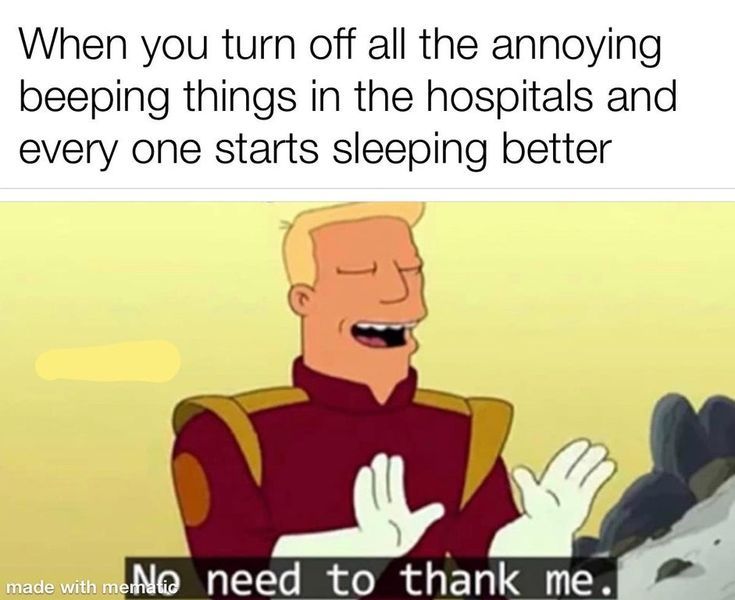 When you turn off all the annoying
beeping things in the hospitals and
every one starts sleeping better
No need to thank me.
made with mematic